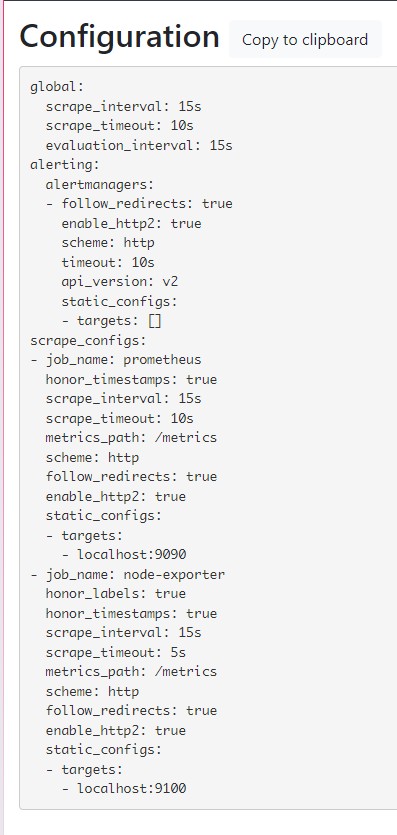 Configuration Copy to clipboard
global:
  scrape_interval: 15s
  scrape_timeout: 10s
  evaluation_interval: 15s
alerting:
  alertmanagers:
  - follow_redirects: true
    enable_http2: true
    scheme: http
    timeout: 10s
    api_version: v2
    static_configs:
    - targets: []
scrape_configs:
- job_name: prometheus
  honor_timestamps: true
  scrape_interval: 15s
  scrape_timeout: 10s
  metrics_path: /metrics
  scheme: http
  follow_redirects: true
  enable_http2: true
  static_configs:
  - targets:
    - localhost:9090
- job_name: node-exporter
  honor_labels: true
  honor_timestamps: true
  scrape_interval: 15s
  scrape_timeout: 5s
  metrics_path: /metrics
  scheme: http
  follow_redirects: true
  enable_http2: true
  static_configs:
  - targets:
    - localhost:9100